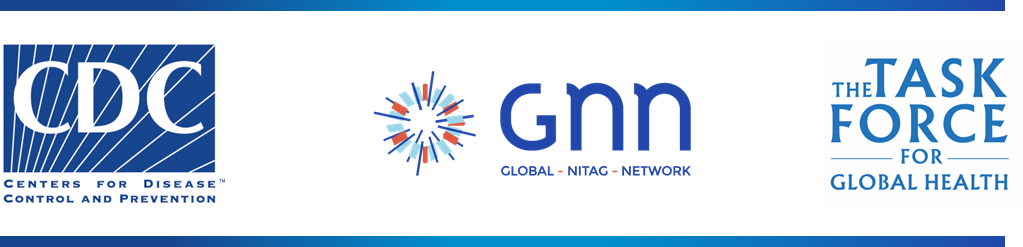 CDC
CENTERS FOR DISEASE™
CONTROL AND PREVENTION
GNN
GLOBAL - NITAG - NETWORK
THE TASK
FORCE
FOR
GLOBAL HEALTH